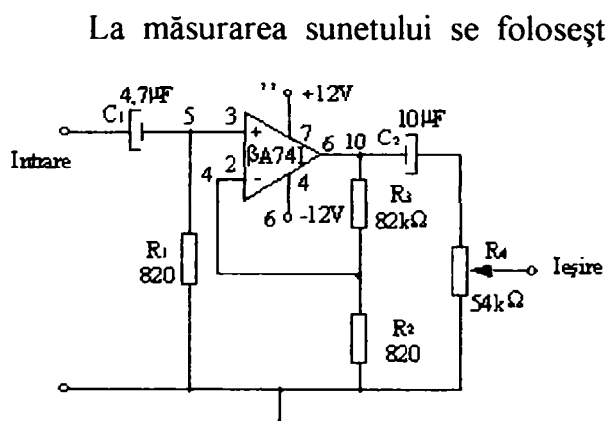 La măsurarea sunetului se foloseşt
4,7μF
C1
5
3
+
+12V
7
βA741
6
10
C2
10μF
Intrare
4
2
-
4
6
-12V
R3
82kΩ
R1
820
R4
54kΩ
Ieşire
R2
820